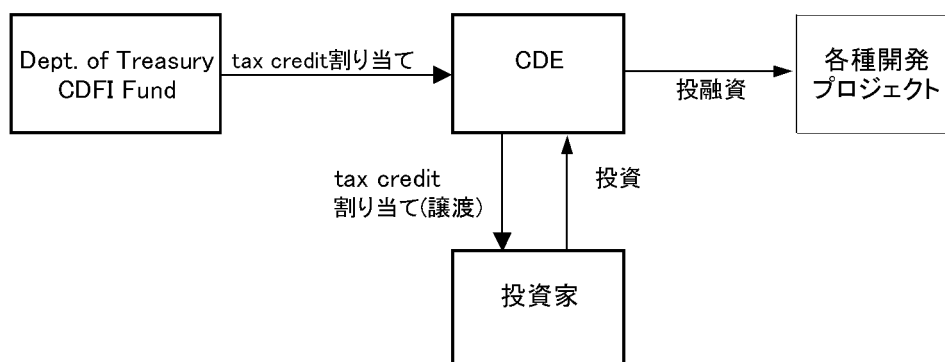 Dept. of Treasury
CDFI Fund
tax credit割り当て
CDE
投融資
各種開発
プロジェクト
tax credit
割り当て(譲渡)
投資
投資家